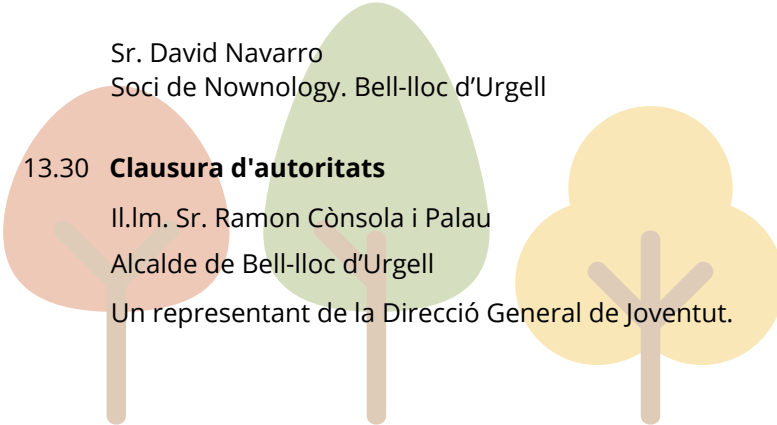 Sr. David Navarro
Soci de Nownology. Bell-lloc d’Urgell
13.30 Clausura d'autoritats
Il.lm. Sr. Ramon Cònsola i Palau
Alcalde de Bell-lloc d’Urgell
Un representant de la Direcció General de Joventut.